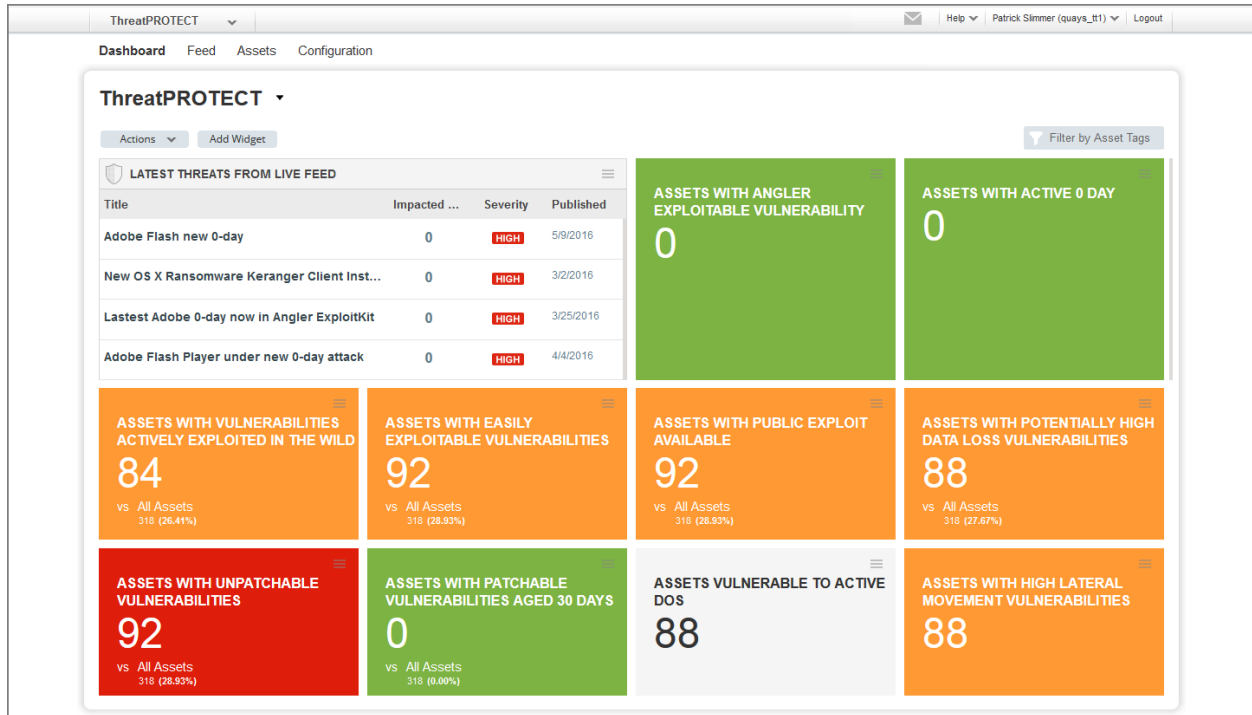 ThreatPROTECT
Help
Patrick Slimmer (quays_tt1)
Logout
Dashboard Feed Assets Configuration
ThreatPROTECT
Actions
Add Widget
Filter by Asset Tags
LATEST THREATS FROM LIVE FEED
Title Impacted ... Severity Published
Adobe Flash new 0-day 0 HIGH 5/9/2016
New OS X Ransomware Keranger Client Inst... 0 HIGH 3/2/2016
Lastest Adobe 0-day now in Angler ExploitKit 0 HIGH 3/25/2016
Adobe Flash Player under new 0-day attack 0 HIGH 4/4/2016
ASSETS WITH ANGLER
EXPLOITABLE VULNERABILITY
0
ASSETS WITH ACTIVE 0 DAY
0
ASSETS WITH VULNERABILITIES
ACTIVELY EXPLOITED IN THE WILD
84
vs All Assets
318 (26.41%)
ASSETS WITH EASILY
EXPLOITABLE VULNERABILITIES
92
vs All Assets
318 (28.93%)
ASSETS WITH PUBLIC EXPLOIT
AVAILABLE
92
vs All Assets
318 (28.93%)
ASSETS WITH POTENTIALLY HIGH
DATA LOSS VULNERABILITIES
88
vs All Assets
318 (27.67%)
ASSETS WITH UNPATCHABLE
VULNERABILITIES
92
vs All Assets
318 (28.93%)
ASSETS WITH PATCHABLE
VULNERABILITIES AGED 30 DAYS
0
vs All Assets
318 (0.00%)
ASSETS VULNERABLE TO ACTIVE
DOS
88
ASSETS WITH HIGH LATERAL
MOVEMENT VULNERABILITIES
88